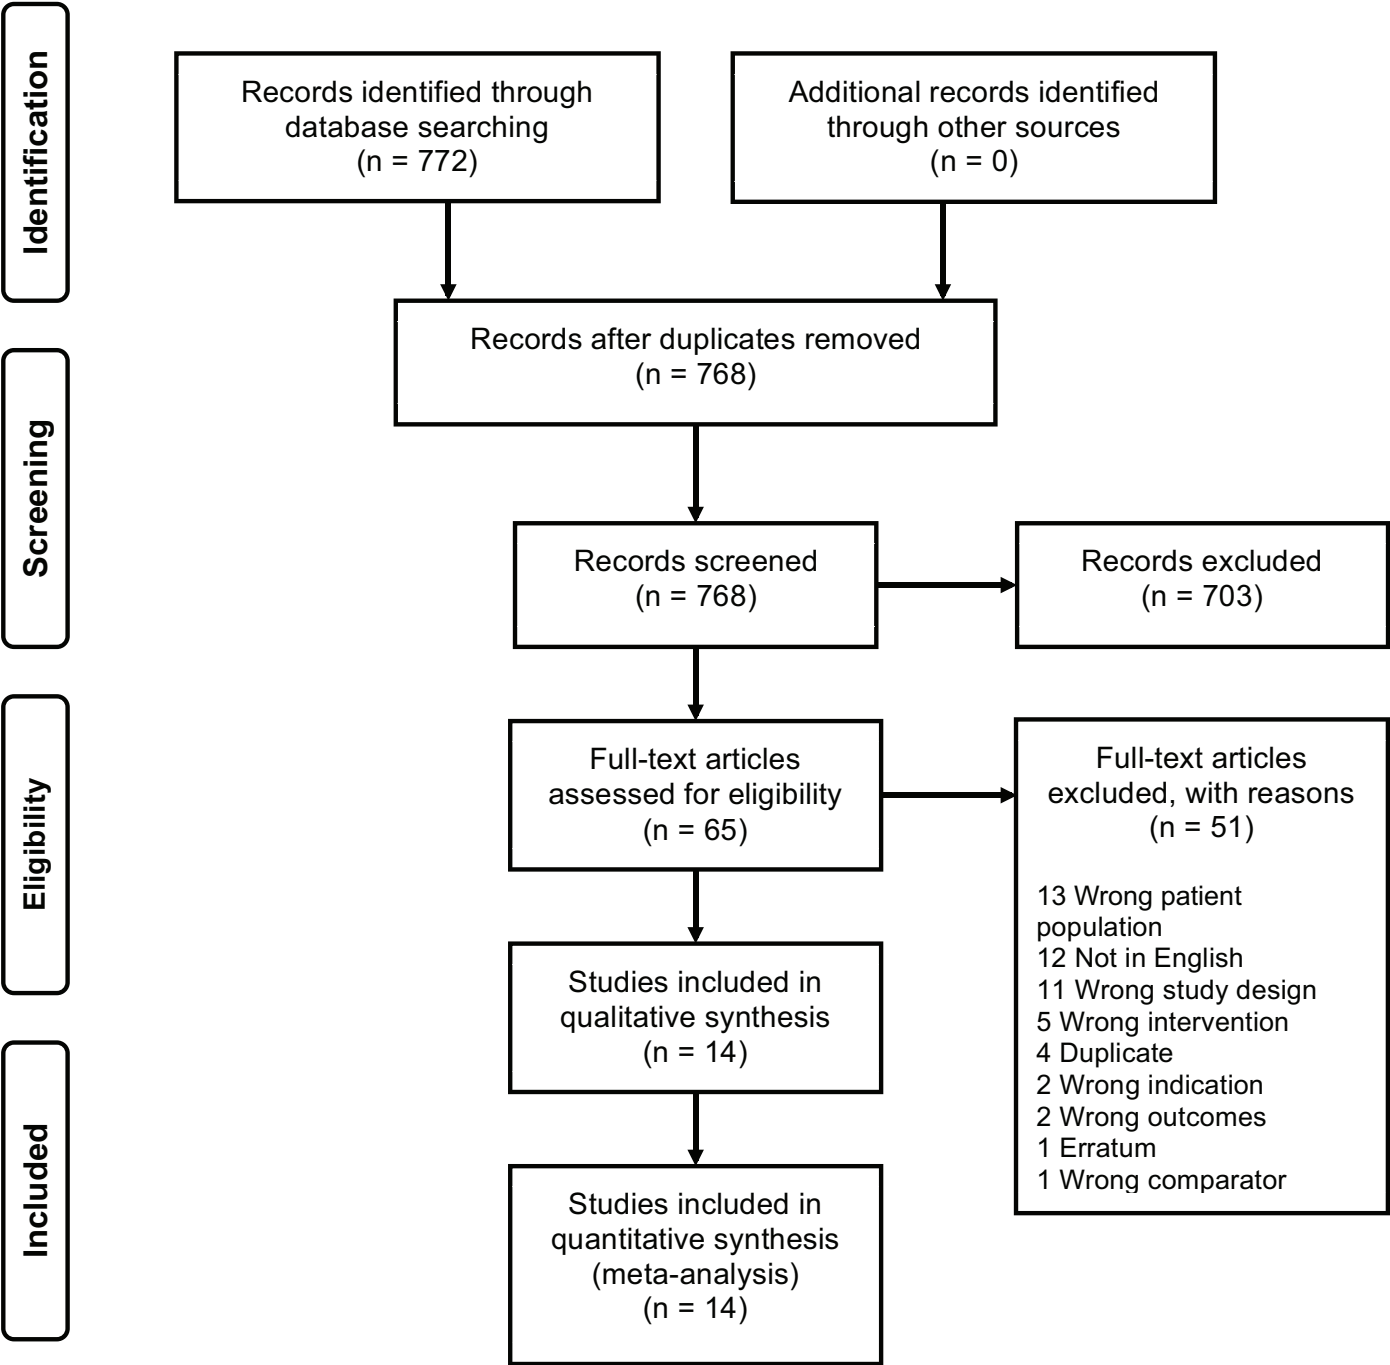 Identification
Records identified through
database searching
(n = 772)
Additional records identified
through other sources
(n = 0)
Records after duplicates removed
(n = 768)
Screening
Records screened
(n = 768)
Records excluded
(n = 703)
Eligibility
Full-text articles
assessed for eligibility
(n = 65)
Full-text articles
excluded, with reasons
(n = 51)
13 Wrong patient
population
12 Not in English
11 Wrong study design
5 Wrong intervention
4 Duplicate
2 Wrong indication
2 Wrong outcomes
1 Erratum
1 Wrong comparator
Studies included in
qualitative synthesis
(n = 14)
Included
Studies included in
quantitative synthesis
(meta-analysis)
(n = 14)